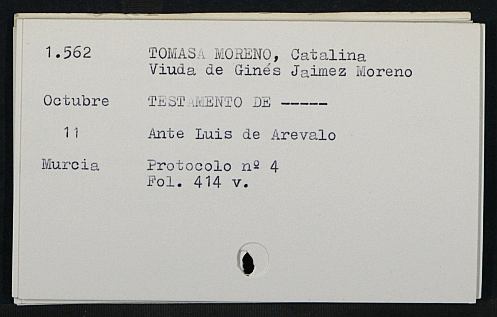 1.562 TOMASA MORENO, Catalina
Viuda de Ginés Jaimez Moreno
Octubre TESTAMENTO DE -----
11 Ante Luis de Arevalo
Murcia Protocolo nº 4
Fol. 414 v.